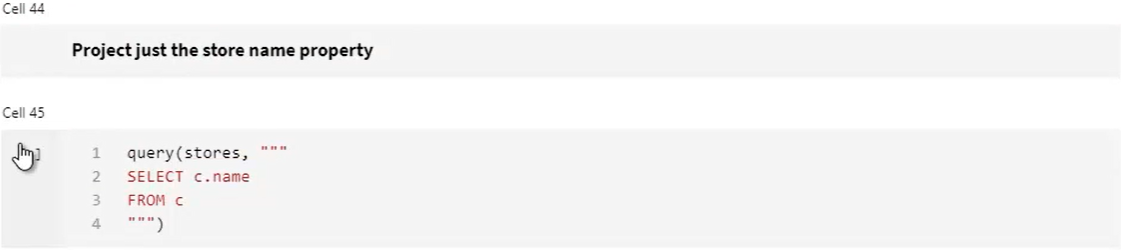 Cell 44
Project just the store name property
Cell 45
]
1 query(stores, """
2 SELECT c.name
3 FROM c
4 """)